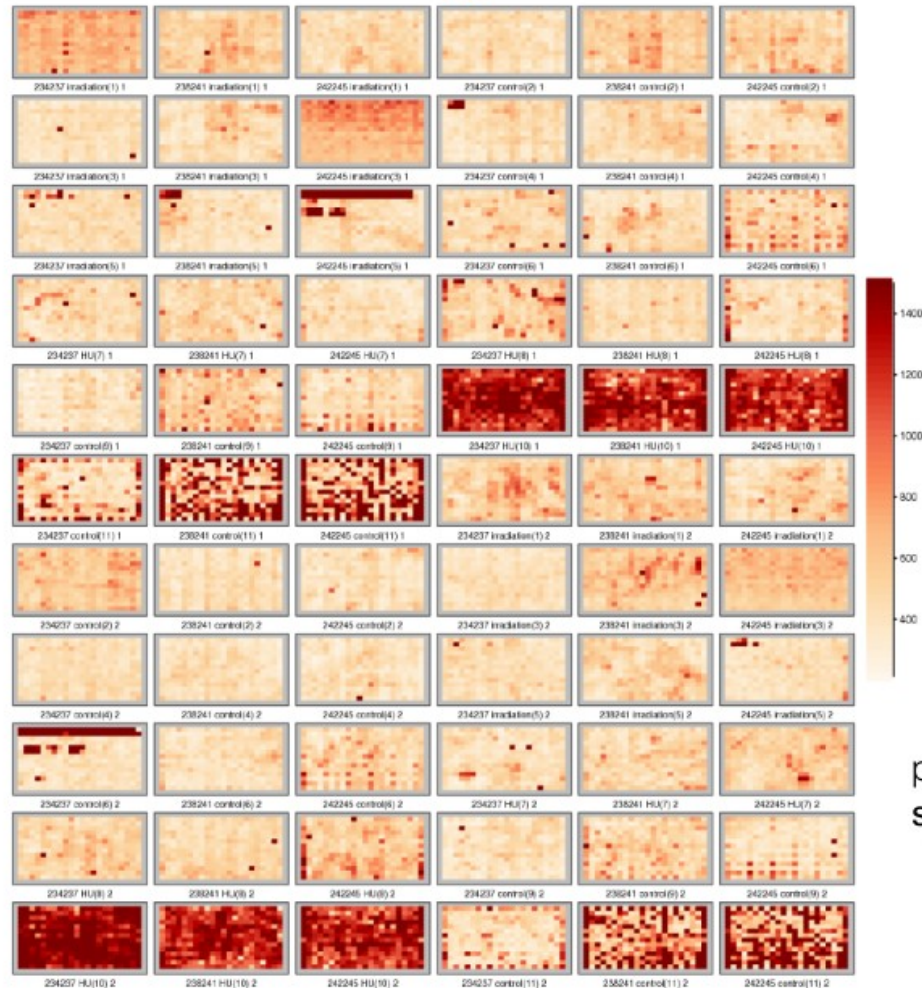 234237 irradiation(1) 1 238241 irradiation(1) 1 242245 irradiation(1) 1 234237 control(2) 1 238241 control(2) 1 242245 control(2) 1
234237 irradiation(3) 1 238241 irradiation(3) 1 242245 irradiation(3) 1 234237 control(4) 1 238241 control(4) 1 242245 control(4) 1
234237 irradiation(5) 1 238241 irradiation(5) 1 242245 irradiation(5) 1 234237 control(6) 1 238241 control(6) 1 242245 control(6) 1
234237 HU(7) 1 238241 HU(7) 1 242245 HU(7) 1 234237 HU(8) 1 238241 HU(8) 1 242245 HU(8) 1
1400
1200
1000
800
600
400
234237 control(9) 1 238241 control(9) 1 242245 control(9) 1 234237 HU(10) 1 238241 HU(10) 1 242245 HU(10) 1
234237 control(11) 1 238241 control(11) 1 242245 control(11) 1 234237 irradiation(1) 2 238241 irradiation(1) 2 242245 irradiation(1) 2
234237 control(2) 2 238241 control(2) 2 242245 control(2) 2 234237 irradiation(3) 2 238241 irradiation(3) 2 242245 irradiation(3) 2
234237 control(4) 2 238241 control(4) 2 242245 control(4) 2 234237 irradiation(5) 2 238241 irradiation(5) 2 242245 irradiation(5) 2
234237 control(6) 2 238241 control(6) 2 242245 control(6) 2 234237 HU(7) 2 238241 HU(7) 2 242245 HU(7) 2
p
s
234237 HU(8) 2 238241 HU(8) 2 242245 HU(8) 2 234237 control(9) 2 238241 control(9) 2 242245 control(9) 2
234237 HU(10) 2 238241 HU(10) 2 242245 HU(10) 2 234237 control(11) 2 238241 control(11) 2 242245 control(11) 2